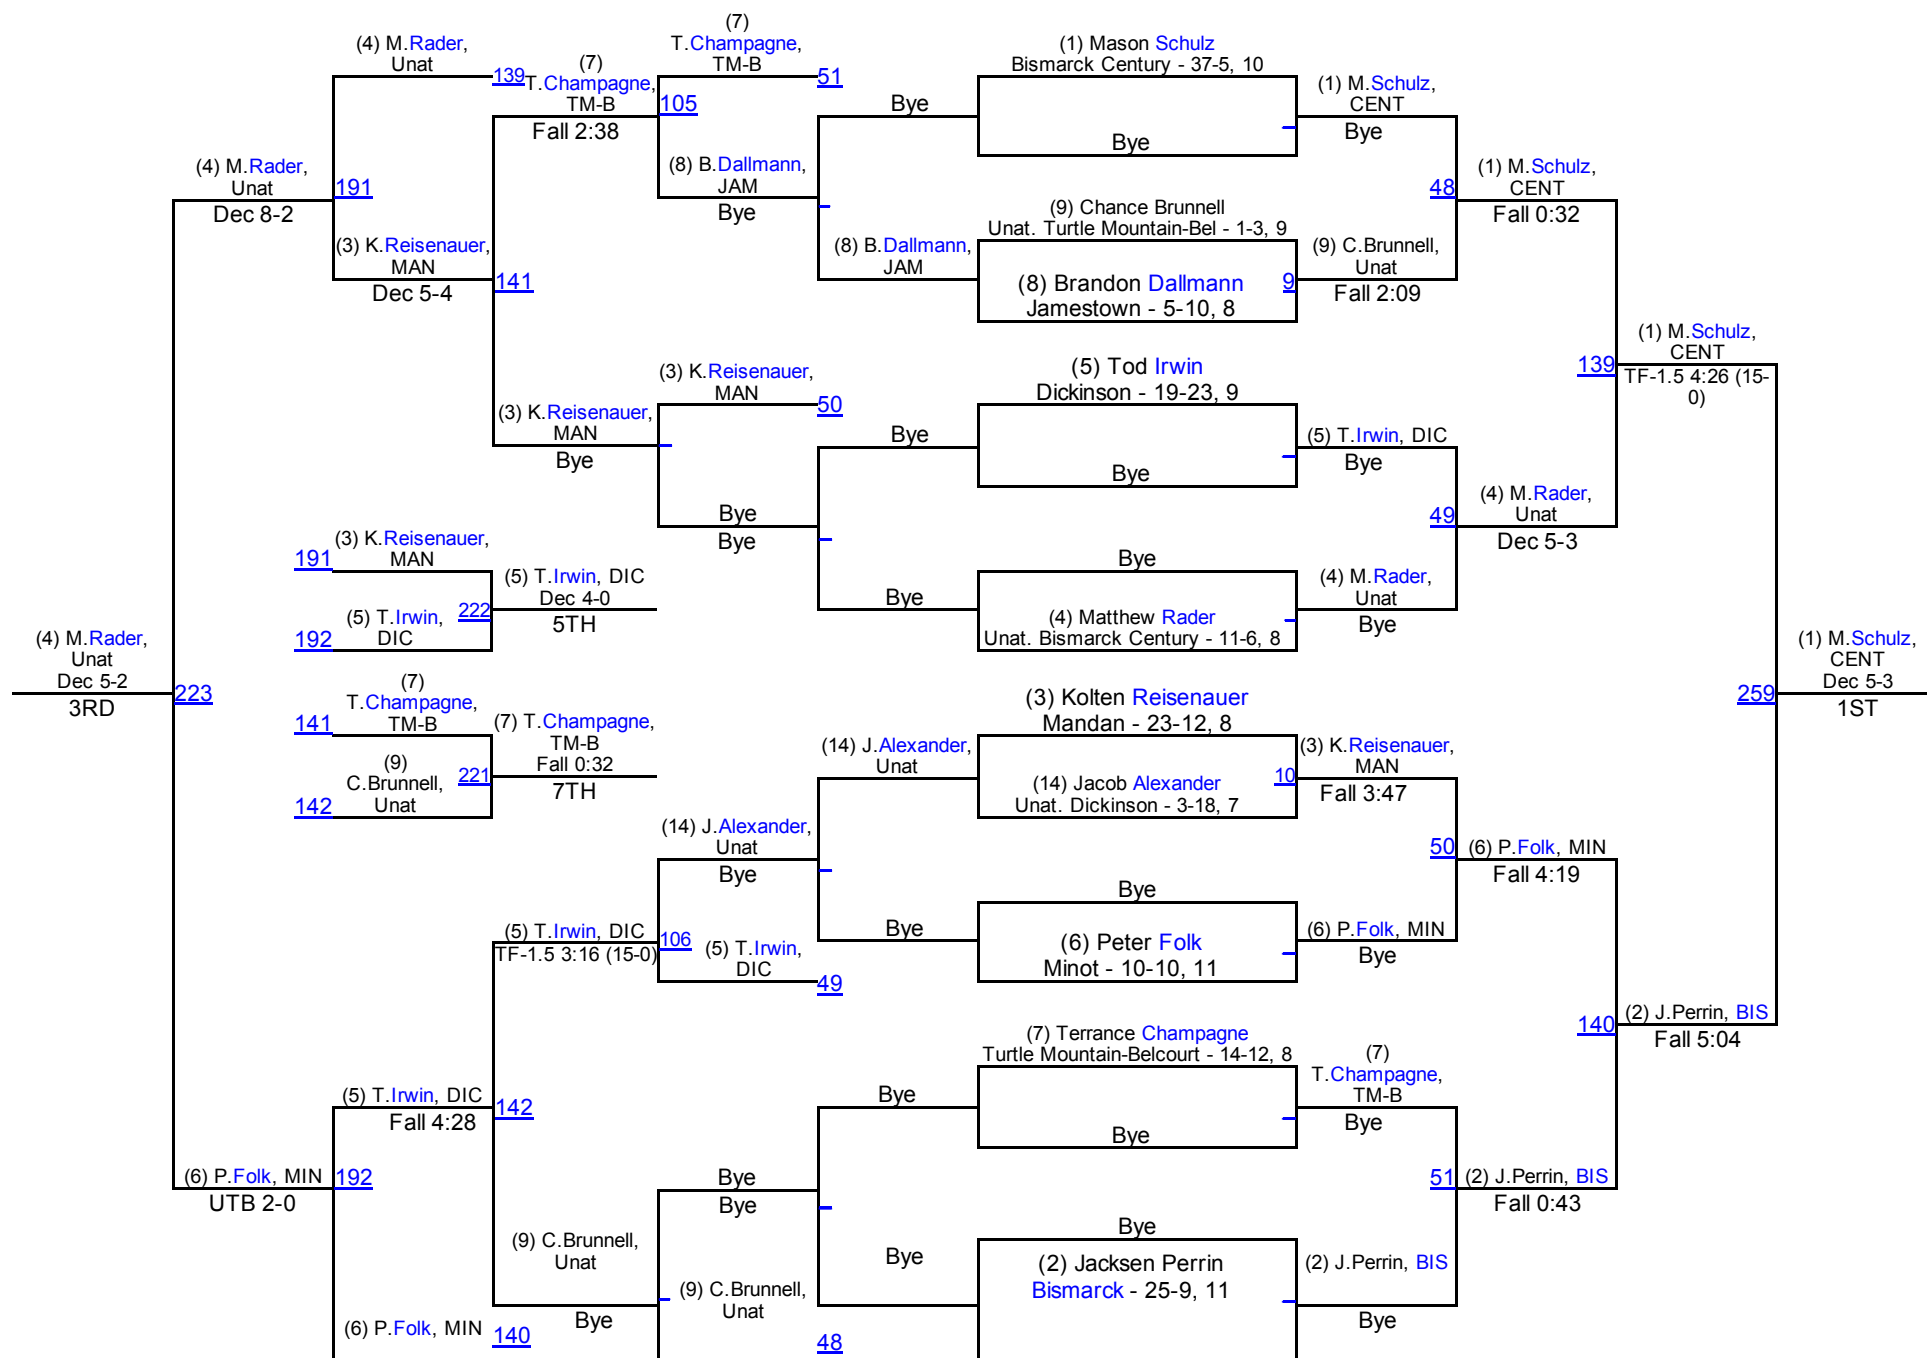 (4) M.Rader,
Unat
139
(7)
T.Champagne,
TM-B
Fall 2:38
105
(7)
T.Champagne,
TM-B
51
Bye
(1) Mason Schulz
Bismarck Century - 37-5, 10
Bye
(1) M.Schulz,
CENT
Bye
(4) M.Rader,
Unat
Dec 8-2
191
(8) B.Dallmann,
JAM
Bye
(9) Chance Brunnell
Unat. Turtle Mountain-Bel - 1-3, 9
48
(1) M.Schulz,
CENT
Fall 0:32
(3) K.Reisenauer,
MAN
Dec 5-4
141
(8) B.Dallmann,
JAM
(8) Brandon Dallmann
Jamestown - 5-10, 8
9
(9) C.Brunnell,
Unat
Fall 2:09
139
(1) M.Schulz,
CENT
TF-1.5 4:26 (15-
0)
(3) K.Reisenauer,
MAN
Bye
(3) K.Reisenauer,
MAN
50
Bye
(5) Tod Irwin
Dickinson - 19-23, 9
Bye
(5) T.Irwin, DIC
Bye
Bye
Bye
49
(4) M.Rader,
Unat
Dec 5-3
191
(3) K.Reisenauer,
MAN
192
(5) T.Irwin,
DIC
222
(5) T.Irwin, DIC
Dec 4-0
5TH
Bye
Bye
(4) Matthew Rader
Unat. Bismarck Century - 11-6, 8
(4) M.Rader,
Unat
Bye
(4) M.Rader,
Unat
Dec 5-2
3RD
223
259
(1) M.Schulz,
CENT
Dec 5-3
1ST
141
(7)
T.Champagne,
TM-B
142
(9)
C.Brunnell,
Unat
221
(7) T.Champagne,
TM-B
Fall 0:32
7TH
(14) J.Alexander,
Unat
(3) Kolten Reisenauer
Mandan - 23-12, 8
(14) Jacob Alexander
Unat. Dickinson - 3-18, 7
10
(3) K.Reisenauer,
MAN
Fall 3:47
(14) J.Alexander,
Unat
Bye
50
(6) P.Folk, MIN
Fall 4:19
(5) T.Irwin, DIC
TF-1.5 3:16 (15-0)
106
(5) T.Irwin,
DIC
49
Bye
Bye
(6) Peter Folk
Minot - 10-10, 11
(6) P.Folk, MIN
Bye
140
(2) J.Perrin, BIS
Fall 5:04
(5) T.Irwin, DIC
Fall 4:28
142
Bye
(7) Terrance Champagne
Turtle Mountain-Belcourt - 14-12, 8
Bye
(7)
T.Champagne,
TM-B
Bye
(6) P.Folk, MIN
UTB 2-0
192
Bye
Bye
51
(2) J.Perrin, BIS
Fall 0:43
(9) C.Brunnell,
Unat
Bye
(9) C.Brunnell,
Unat
48
Bye
Bye
(2) Jacksen Perrin
Bismarck - 25-9, 11
(2) J.Perrin, BIS
Bye
(6) P.Folk, MIN
140